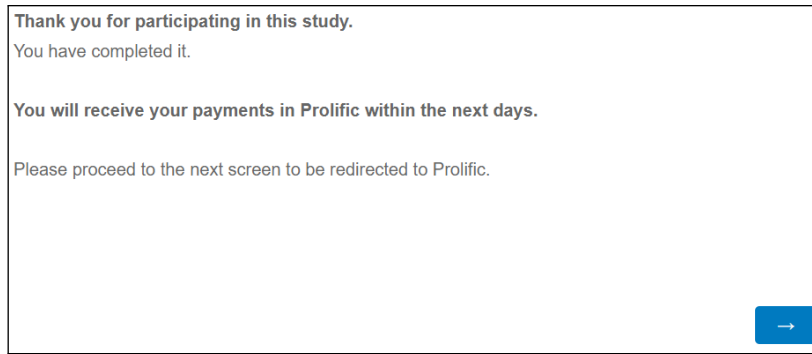 Thank you for participating in this study.
You have completed it.
You will receive your payments in Prolific within the next days.
Please proceed to the next screen to be redirected to Prolific.
→